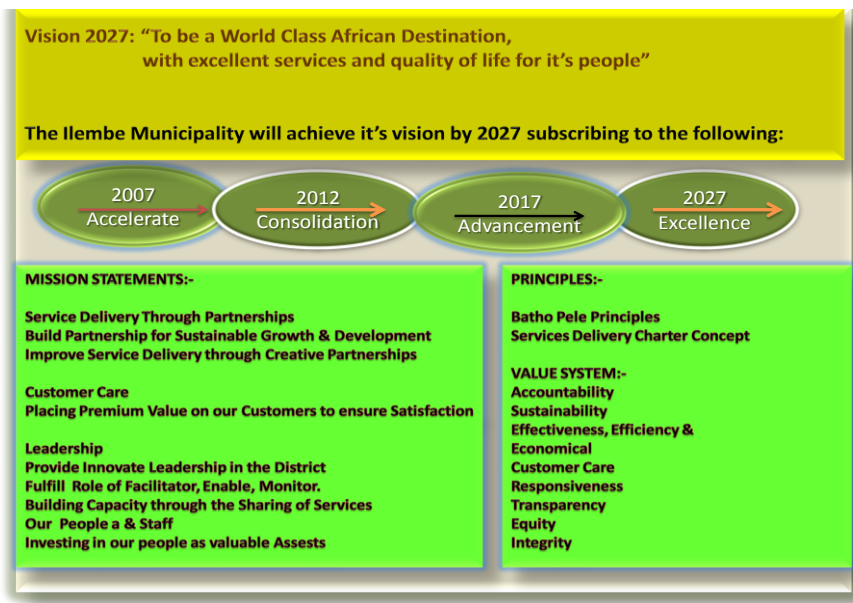 Vision 2027: “To be a World Class African Destination,
with excellent services and quality of life for it’s people”
The Ilembe Municipality will achieve it’s vision by 2027 subscribing to the following:
2007
Accelerate
2012
Consolidation
2017
Advancement
2027
Excellence
MISSION STATEMENTS:-
Service Delivery Through Partnerships
Build Partnership for Sustainable Growth & Development
Improve Service Delivery through Creative Partnerships
Customer Care
Placing Premium Value on our Customers to ensure Satisfaction
Leadership
Provide Innovate Leadership in the District
Fulfill Role of Facilitator, Enable, Monitor.
Building Capacity through the Sharing of Services
Our People a & Staff
Investing in our people as valuable Assests
PRINCIPLES:-
Batho Pele Principles
Services Delivery Charter Concept
VALUE SYSTEM:-
Accountability
Sustainability
Effectiveness, Efficiency &
Economical
Customer Care
Responsiveness
Transparency
Equity
Integrity